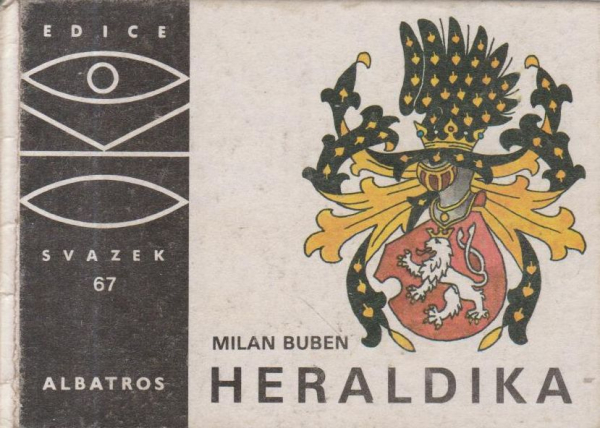 EDICE
SVAZEK
67
ALBATROS
MILAN BUBEN
HERALDIKA